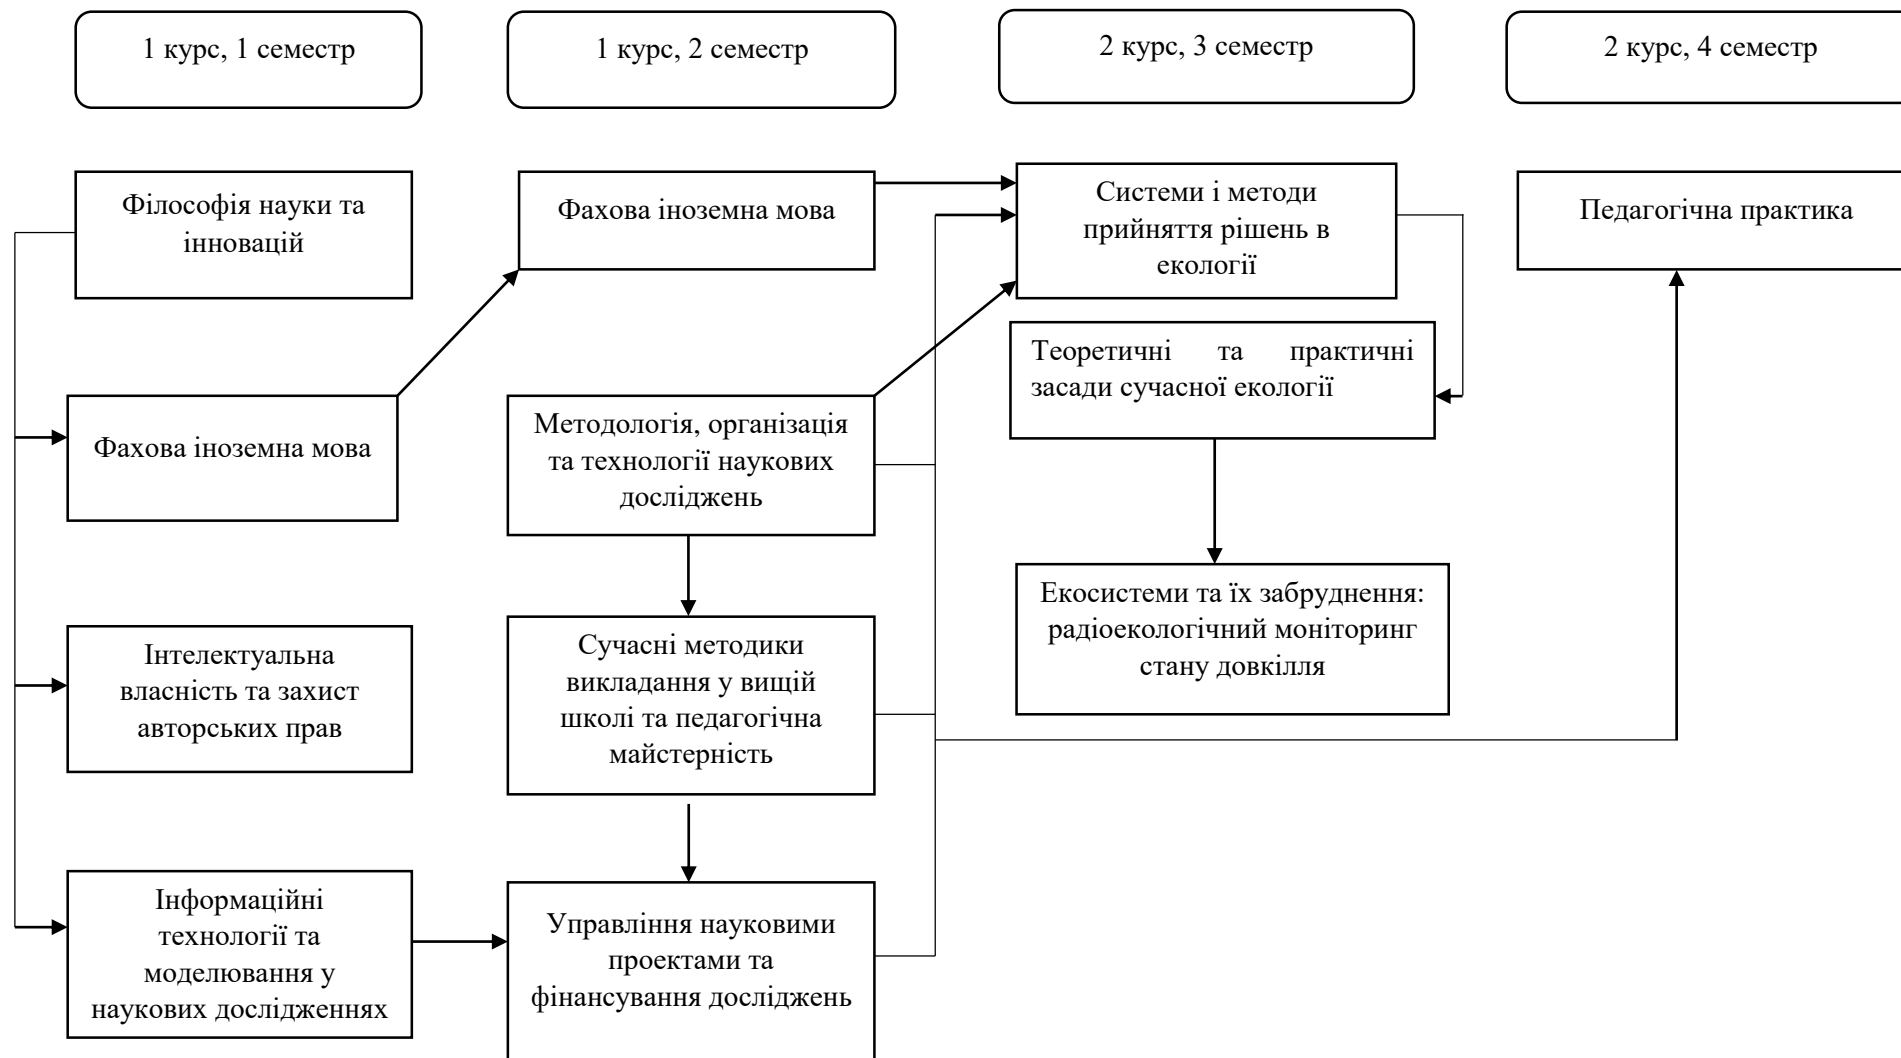 1 курс, 1 семестр
1 курс, 2 семестр
2 курс, 3 семестр
2 курс, 4 семестр
Філософія науки та
інновацій
Фахова іноземна мова
Інтелектуальна
власність та захист
авторських прав
Інформаційні
технології та
моделювання у
наукових дослідженнях
Фахова іноземна мова
Методологія, організація
та технології наукових
досліджень
Сучасні методики
викладання у вищій
школі та педагогічна
майстерність
Управління науковими
проектами та
фінансування досліджень
Системи і методи
прийняття рішень в
екології
Теоретичні та практичні
засади сучасної екології
Екосистеми та їх забруднення:
радіоекологічний моніторинг
стану довкілля
Педагогічна практика